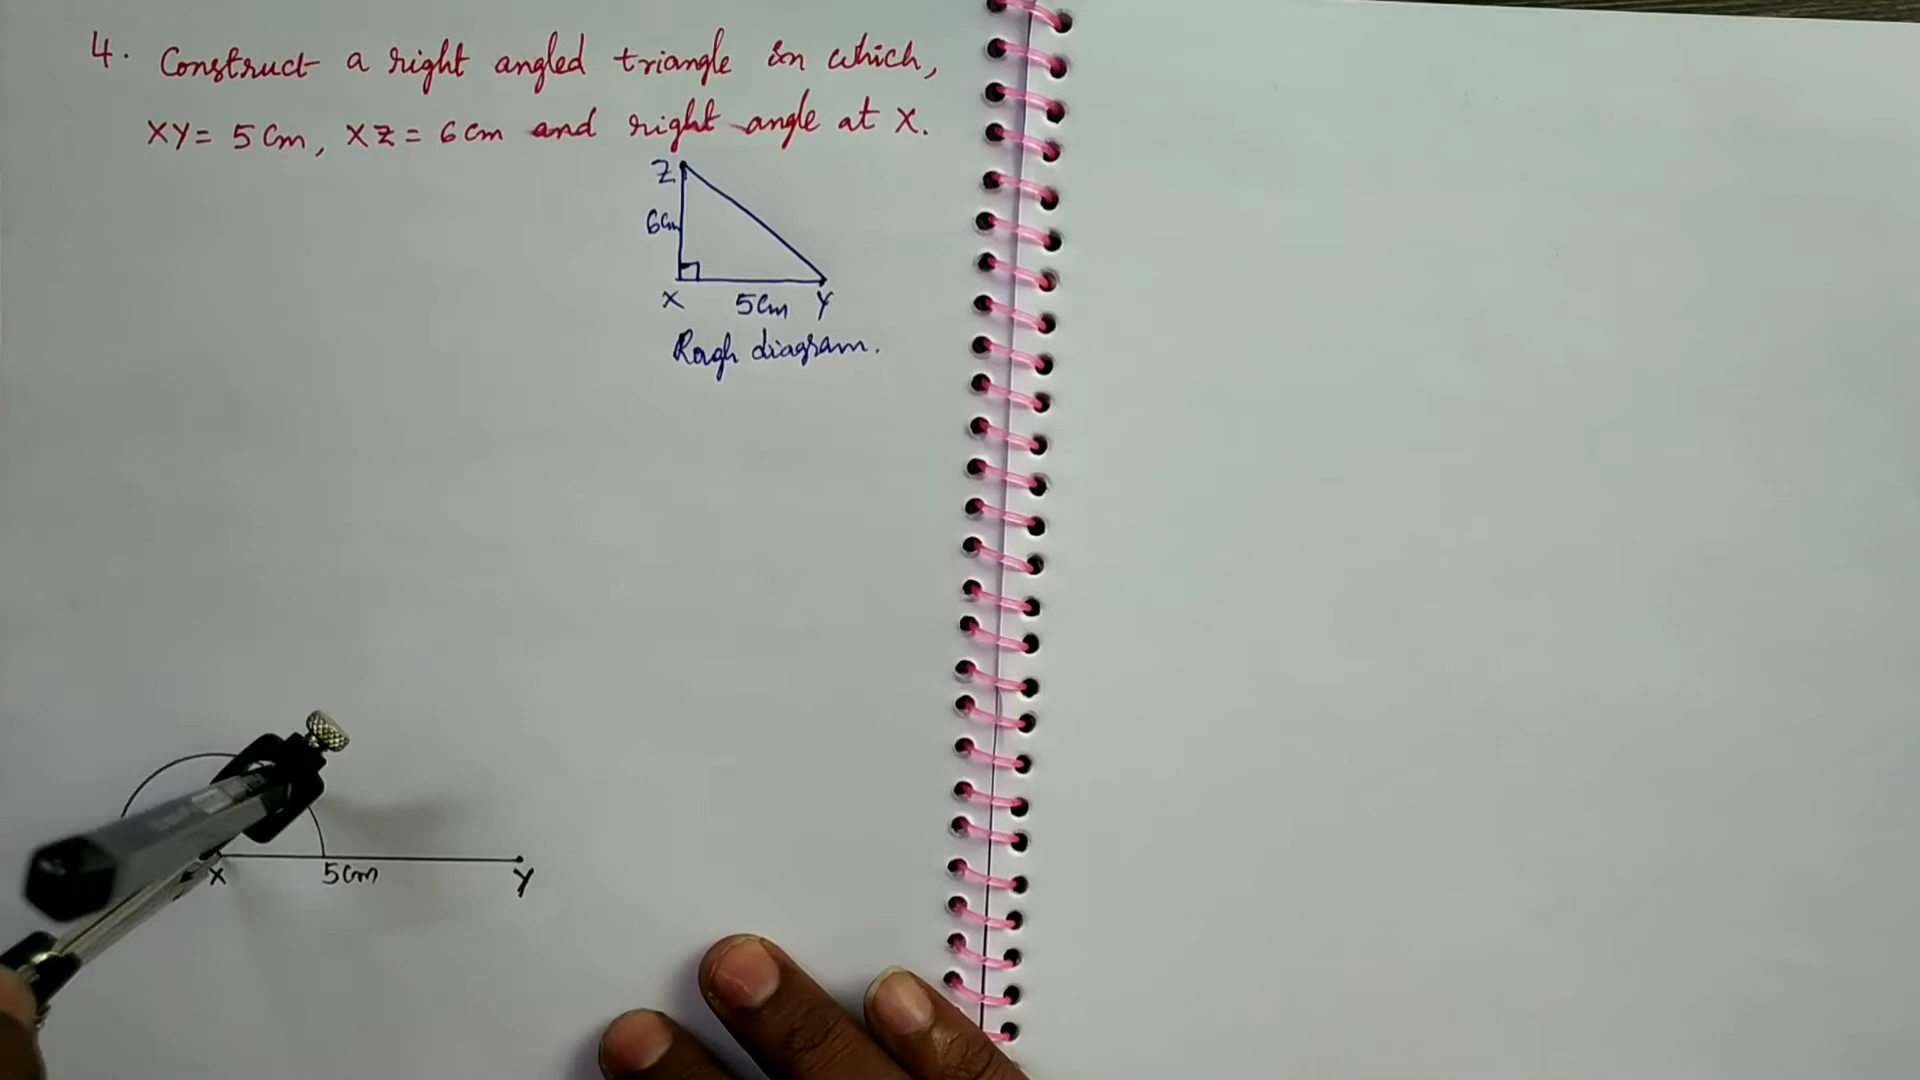 4. Construct a right angled triangle in which,
XY = 5 cm, XZ = 6 cm and right angle at X.
Z
6cm
X 5cm Y
Rough diagram.
X 5cm Y